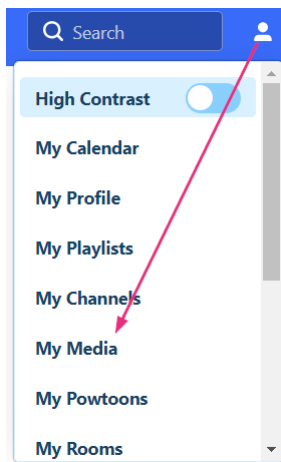 Search
High Contrast
My Calendar
My Profile
My Playlists
My Channels
My Media
My Powtoons
My Rooms